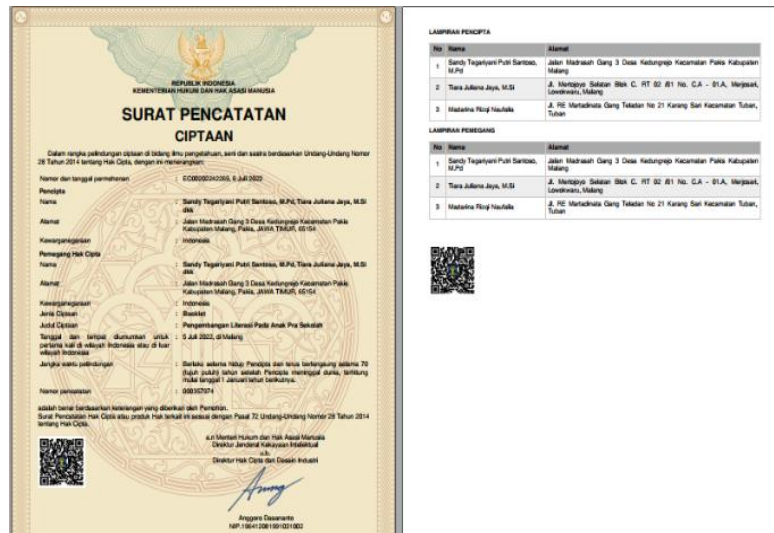 REPUBLIK INDONESIA
KEMENTERIAN HUKUM DAN HAK ASASI MANUSIA
SURAT PENCATATAN
CIPTAAN
Dalam rangka pelindungan ciptaan di bidang ilmu pengetahuan, seni dan sastra berdasarkan Undang-Undang Nomor
28 Tahun 2014 tentang Hak Cipta, dengan ini menerangkan:
Nomor dan tanggal permohonan : EC00202242265, 6 Juli 2022
Pencipta
Nama : Sandy Tegariyani Putri Santoso, M.Pd, Tiara Juliana Jaya, M.Si
dkk
Alamat : Jalan Madrasah Gang 3 Desa Kedungrejo Kecamatan Pakis
Kabupaten Malang, Pakis, JAWA TIMUR, 65154
Kewarganegaraan : Indonesia
Pemegang Hak Cipta
Nama : Sandy Tegariyani Putri Santoso, M.Pd, Tiara Juliana Jaya, M.Si
dkk
Alamat : Jalan Madrasah Gang 3 Desa Kedungrejo Kecamatan Pakis
Kabupaten Malang, Pakis, JAWA TIMUR, 65154
Kewarganegaraan : Indonesia
Jenis Ciptaan : Booklet
Judul Ciptaan : Pengembangan Literasi Pada Anak Pra Sekolah
Tanggal dan tempat diumumkan untuk : 5 Juli 2022, di Malang
pertama kali di wilayah Indonesia atau di luar
wilayah Indonesia
Jangka waktu pelindungan : Berlaku selama hidup Pencipta dan terus berlangsung selama 70
(tujuh puluh) tahun setelah Pencipta meninggal dunia, terhitung
mulai tanggal 1 Januari tahun berikutnya.
Nomor pencatatan : 000357074
adalah benar berdasarkan keterangan yang diberikan oleh Pemohon.
Surat Pencatatan Hak Cipta atau produk Hak terkait ini sesuai dengan Pasal 72 Undang-Undang Nomor 28 Tahun 2014
tentang Hak Cipta.
a.n Menteri Hukum dan Hak Asasi Manusia
Direktur Jenderal Kekayaan Intelektual
u.b.
Direktur Hak Cipta dan Desain Industri
Anggoro Dasananto
NIP.196412081991031002
LAMPIRAN PENCIPTA
No Nama Alamat
1 Sandy Tegariyani Putri Santoso, M.Pd Jalan Madrasah Gang 3 Desa Kedungrejo Kecamatan Pakis Kabupaten Malang
2 Tiara Juliana Jaya, M.Si Jl. Mertojoyo Selatan Blok C. RT 02 /01 No. C.A - 01.A, Merjosari, Lowokwaru, Malang
3 Masterina Rizqi Naufalia Jl. RE Martadinata Gang Teladan No 21 Karang Sari Kecamatan Tuban, Tuban
LAMPIRAN PEMEGANG
No Nama Alamat
1 Sandy Tegariyani Putri Santoso, M.Pd Jalan Madrasah Gang 3 Desa Kedungrejo Kecamatan Pakis Kabupaten Malang
2 Tiara Juliana Jaya, M.Si Jl. Mertojoyo Selatan Blok C. RT 02 /01 No. C.A - 01.A, Merjosari, Lowokwaru, Malang
3 Rizqi Naufalia Jl. RE Martadinata Gang Teladan No 21 Karang Sari Kecamatan Tuban, Tuban